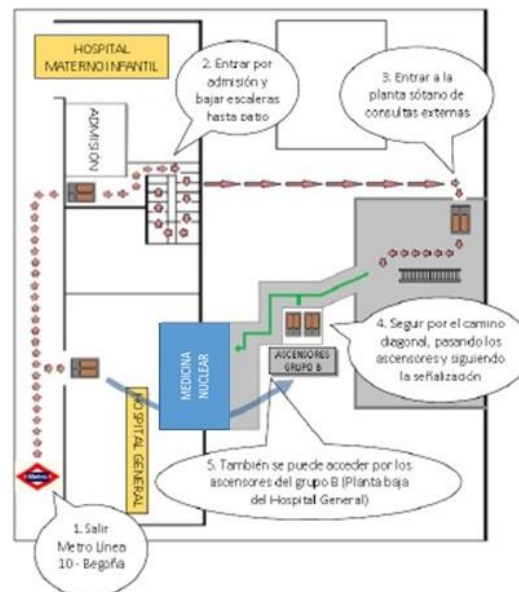 HOSPITAL
MATERNO INFANTIL
2. Entrar por
admisión y
bajar escaleras
hasta patio
3. Entrar a la
planta sótano de
consultas externas
ADMISIÓN
4. Seguir por el camino
diagonal, pasando los
ascensores y siguiendo
la señalización
MEDICINA
NUCLEAR
ASCENSORES
GRUPO B
HOSPITAL GENERAL
5. También se puede acceder por los
ascensores del grupo B (Planta baja
del Hospital General)
Metro
1. Salir
Metro Línea
10 - Begoña